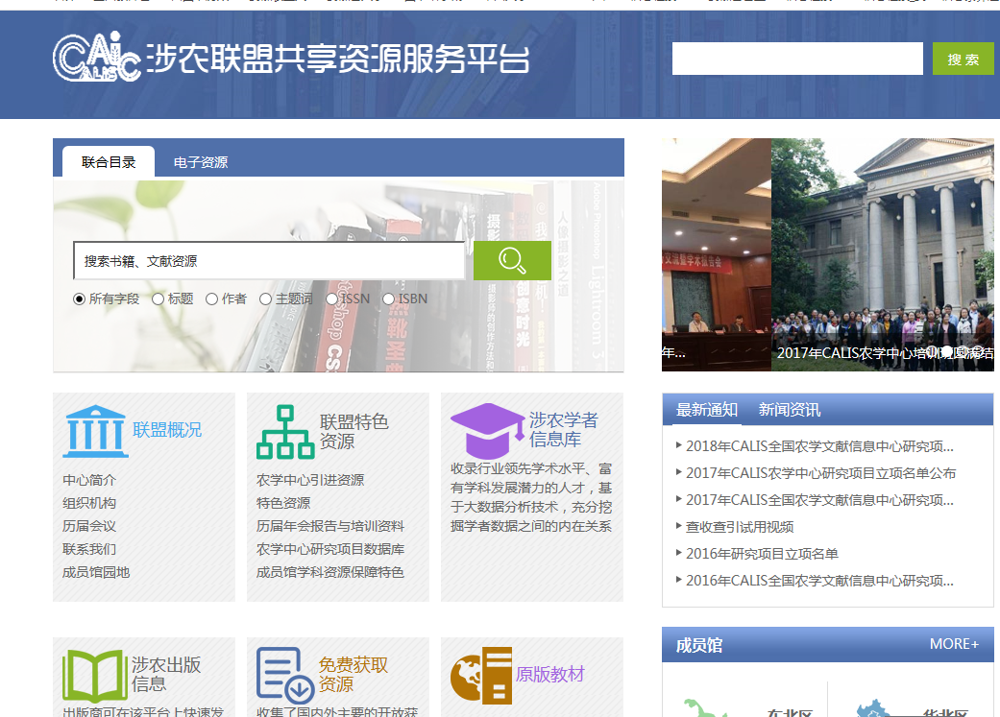 CALIS
涉农联盟共享资源服务平台
搜 索
联合目录
电子资源
搜索书籍、文献资源
所有字段
标题
作者
主题词
ISSN
ISBN
年...
2017年CALIS农学中心培训班圆满结
联盟概况
中心简介
组织机构
历届会议
联系我们
成员馆园地
联盟特色
资源
农学中心引进资源
特色资源
历届年会报告与培训资料
农学中心研究项目数据库
成员馆学科资源保障特色
涉农学者
信息库
收录行业领先学术水平、富
有学科发展潜力的人才，基
于大数据分析技术，充分挖
掘学者数据之间的内在关系
最新通知
新闻资讯
2018年CALIS全国农学文献信息中心研究项...
2017年CALIS农学中心研究项目立项名单公布
2017年CALIS全国农学文献信息中心研究项...
查收查引试用视频
2016年研究项目立项名单
2016年CALIS全国农学文献信息中心研究项...
涉农出版
信息
出版商可在该平台上快速发
免费获取
资源
收集了国内外主要的开放获
原版教材
成员馆
MORE+
东北区
华北区